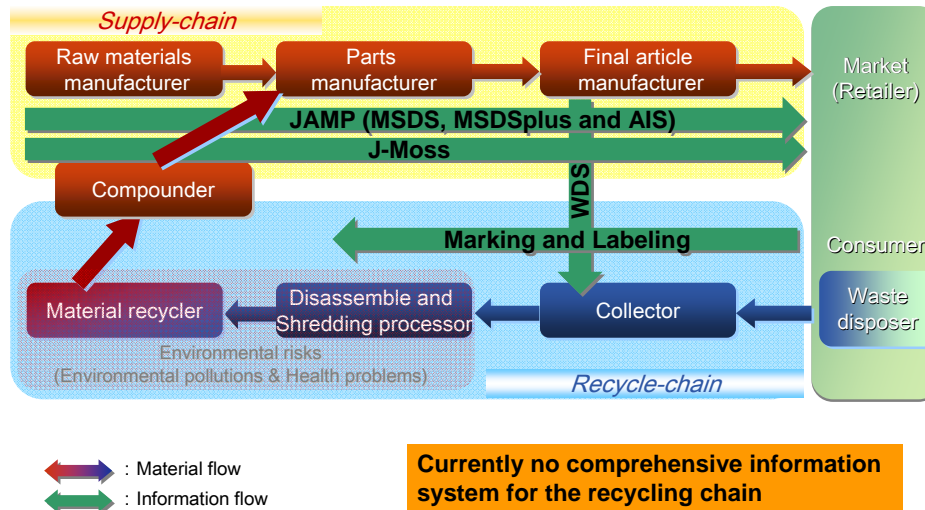 Supply-chain
Raw materials
manufacturer
Parts
manufacturer
Final article
manufacturer
Market
(Retailer)
JAMP (MSDS, MSDSplus and AIS)
J-Moss
Compounder
WDS
Marking and Labeling
Consumer
Material recycler
Disassemble and
Shredding processor
Collector
Waste
disposer
Environmental risks
(Environmental pollutions & Health problems)
Recycle-chain
: Material flow
: Information flow
Currently no comprehensive information
system for the recycling chain